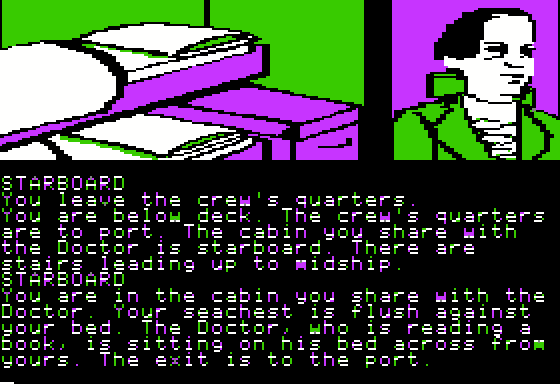 STARBOARD
You leave the crew's quarters.
You are below deck. The crew's quarters
are to port. The cabin you share with
the Doctor is starboard. There are
stairs leading up to midship.
STARBOARD
You are in the cabin you share with the
Doctor. Your seachest is flush against
your bed. The Doctor, who is reading a
book, is sitting on his bed across from
yours. The exit is to the port.